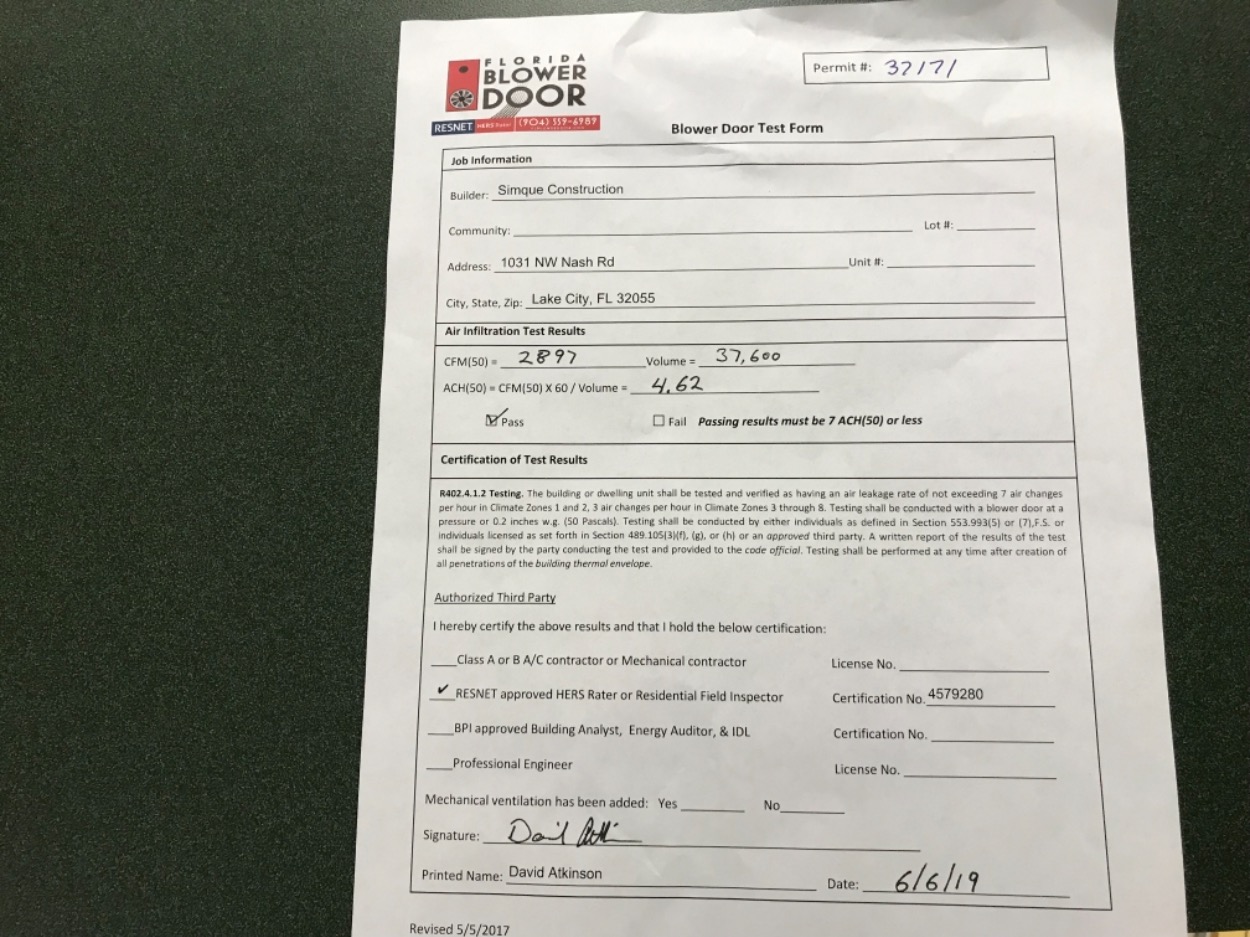 FLORIDA
BLOWER
DOOR
RESNET HERS Rater (904) 559-6987
Permit #: 37171
Blower Door Test Form
Job Information
Builder: Simque Construction
Community: Lot #:
Address: 1031 NW Nash Rd Unit #:
City, State, Zip: Lake City, FL 32055
Air Infiltration Test Results
CFM(50) = 2897 Volume = 37,600
ACH(50) = CFM(50) X 60 / Volume = 4.62
Pass Fail Passing results must be 7 ACH(50) or less
Certification of Test Results
R402.4.1.2 Testing. The building or dwelling unit shall be tested and verified as having an air leakage rate of not exceeding 7 air changes
per hour in Climate Zones 1 and 2, 3 air changes per hour in Climate Zones 3 through 8. Testing shall be conducted with a blower door at a
pressure or 0.2 inches w.g. (50 Pascals). Testing shall be conducted by either individuals as defined in Section 553.993(5) or (7),F.S. or
individuals licensed as set forth in Section 489.105(3)(f), (g), or (h) or an approved third party. A written report of the results of the test
shall be signed by the party conducting the test and provided to the code official. Testing shall be performed at any time after creation of
all penetrations of the building thermal envelope.
Authorized Third Party
I hereby certify the above results and that I hold the below certification:
Class A or B A/C contractor or Mechanical contractor License No.
✔ RESNET approved HERS Rater or Residential Field Inspector Certification No. 4579280
BPI approved Building Analyst, Energy Auditor, & IDL Certification No.
Professional Engineer License No.
Mechanical ventilation has been added: Yes No
Signature:
Printed Name: David Atkinson Date: 6/6/19
Revised 5/5/2017